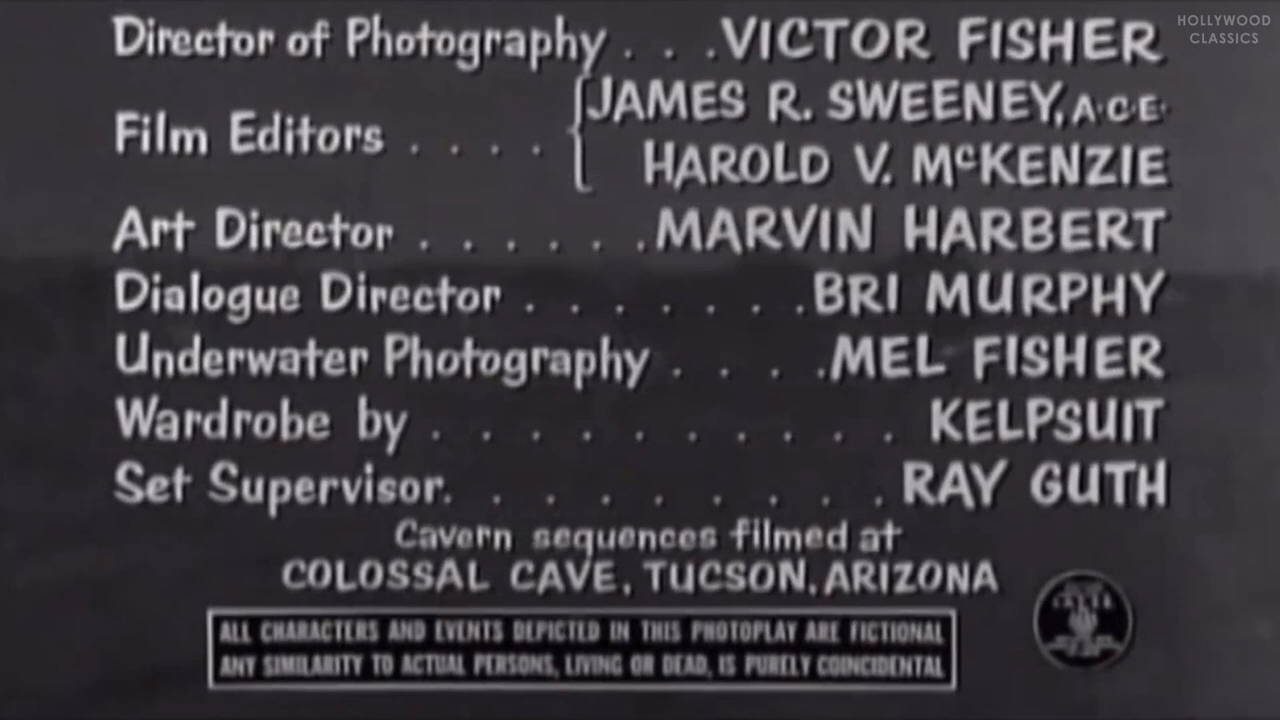 HOLLYWOOD
CLASSICS
Director of Photography . . . VICTOR FISHER
Film Editors . . . . { JAMES R. SWEENEY, A.C.E.
HAROLD V. McKENZIE
Art Director . . . . . . MARVIN HARBERT
Dialogue Director . . . . . . . BRI MURPHY
Underwater Photography . . . . MEL FISHER
Wardrobe by . . . . . . . . . . KELPSUIT
Set Supervisor. . . . . . . . . RAY GUTH
Cavern sequences filmed at
COLOSSAL CAVE, TUCSON, ARIZONA
ALL CHARACTERS AND EVENTS DEPICTED IN THIS PHOTOPLAY ARE FICTIONAL
ANY SIMILARITY TO ACTUAL PERSONS, LIVING OR DEAD, IS PURELY COINCIDENTAL